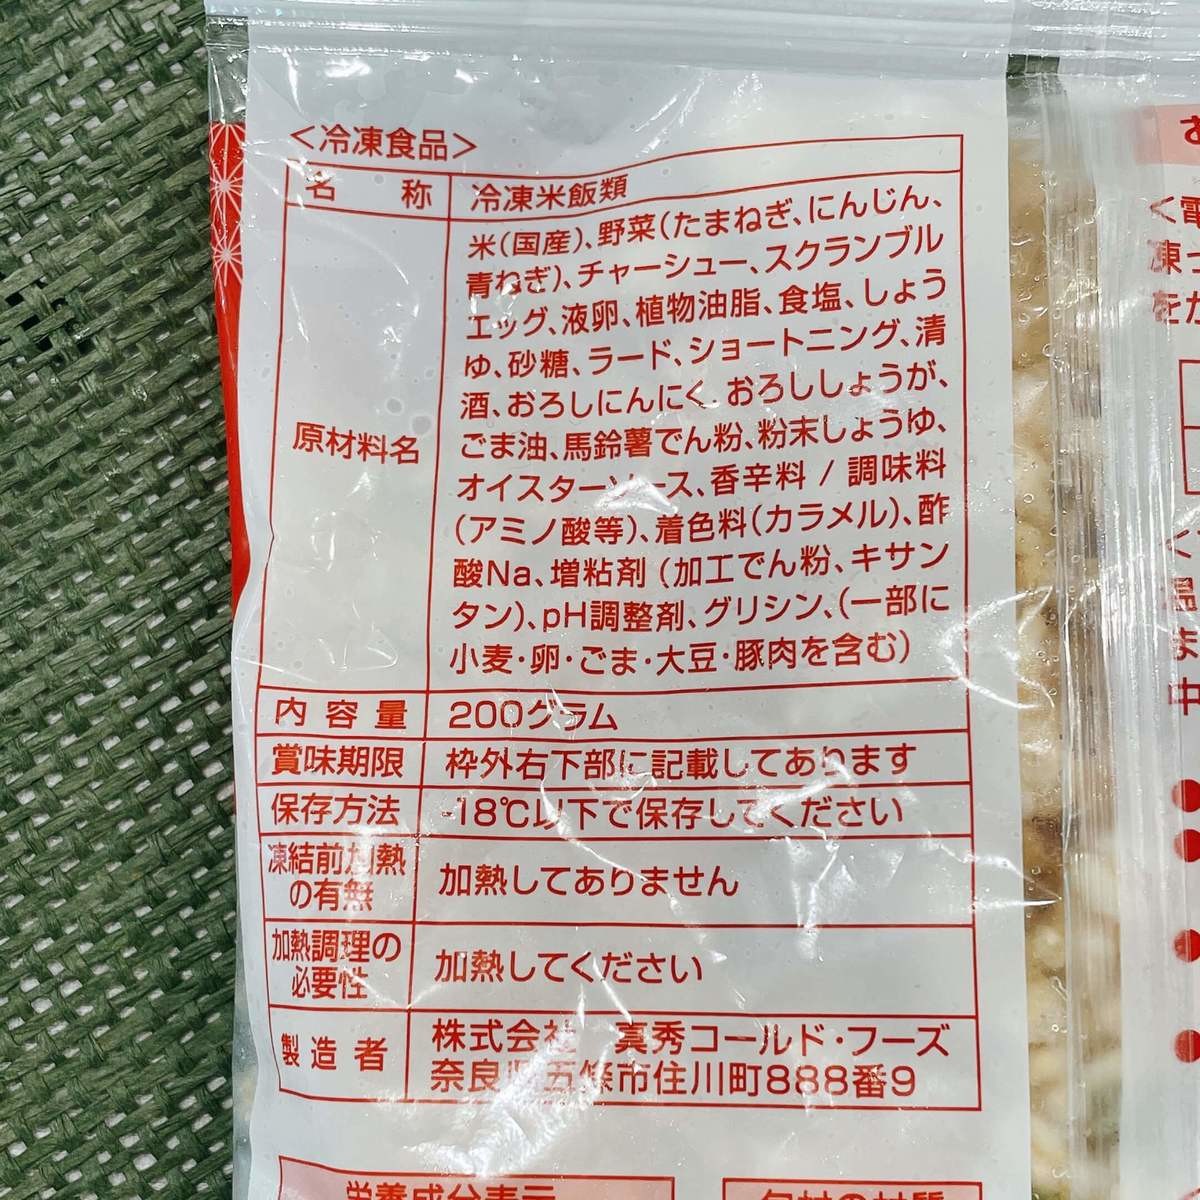 <冷凍食品>
名称 冷凍米飯類
原材料名
米(国産)、野菜(たまねぎ、にんじん、
青ねぎ)、チャーシュー、スクランブル
エッグ、液卵、植物油脂、食塩、しょう
ゆ、砂糖、ラード、ショートニング、清
酒、おろしにんにく、おろししょうが、
ごま油、馬鈴薯でん粉、粉末しょうゆ、
オイスターソース、香辛料 / 調味料
(アミノ酸等)、着色料(カラメル)、酢
酸Na、増粘剤 (加工でん粉、キサン
タン)、pH調整剤、グリシン、(一部に
小麦・卵・ごま・大豆・豚肉を含む)
内容量 200グラム
賞味期限 枠外右下部に記載してあります
保存方法 -18℃以下で保存してください
凍結前加熱
の有無
加熱してありません
加熱調理の
必要性
加熱してください
製造者
株式会社 真秀コールド・フーズ
奈良県五條市住川町888番9
栄養成分表示
<電
凍っ
をか
温
ま
中